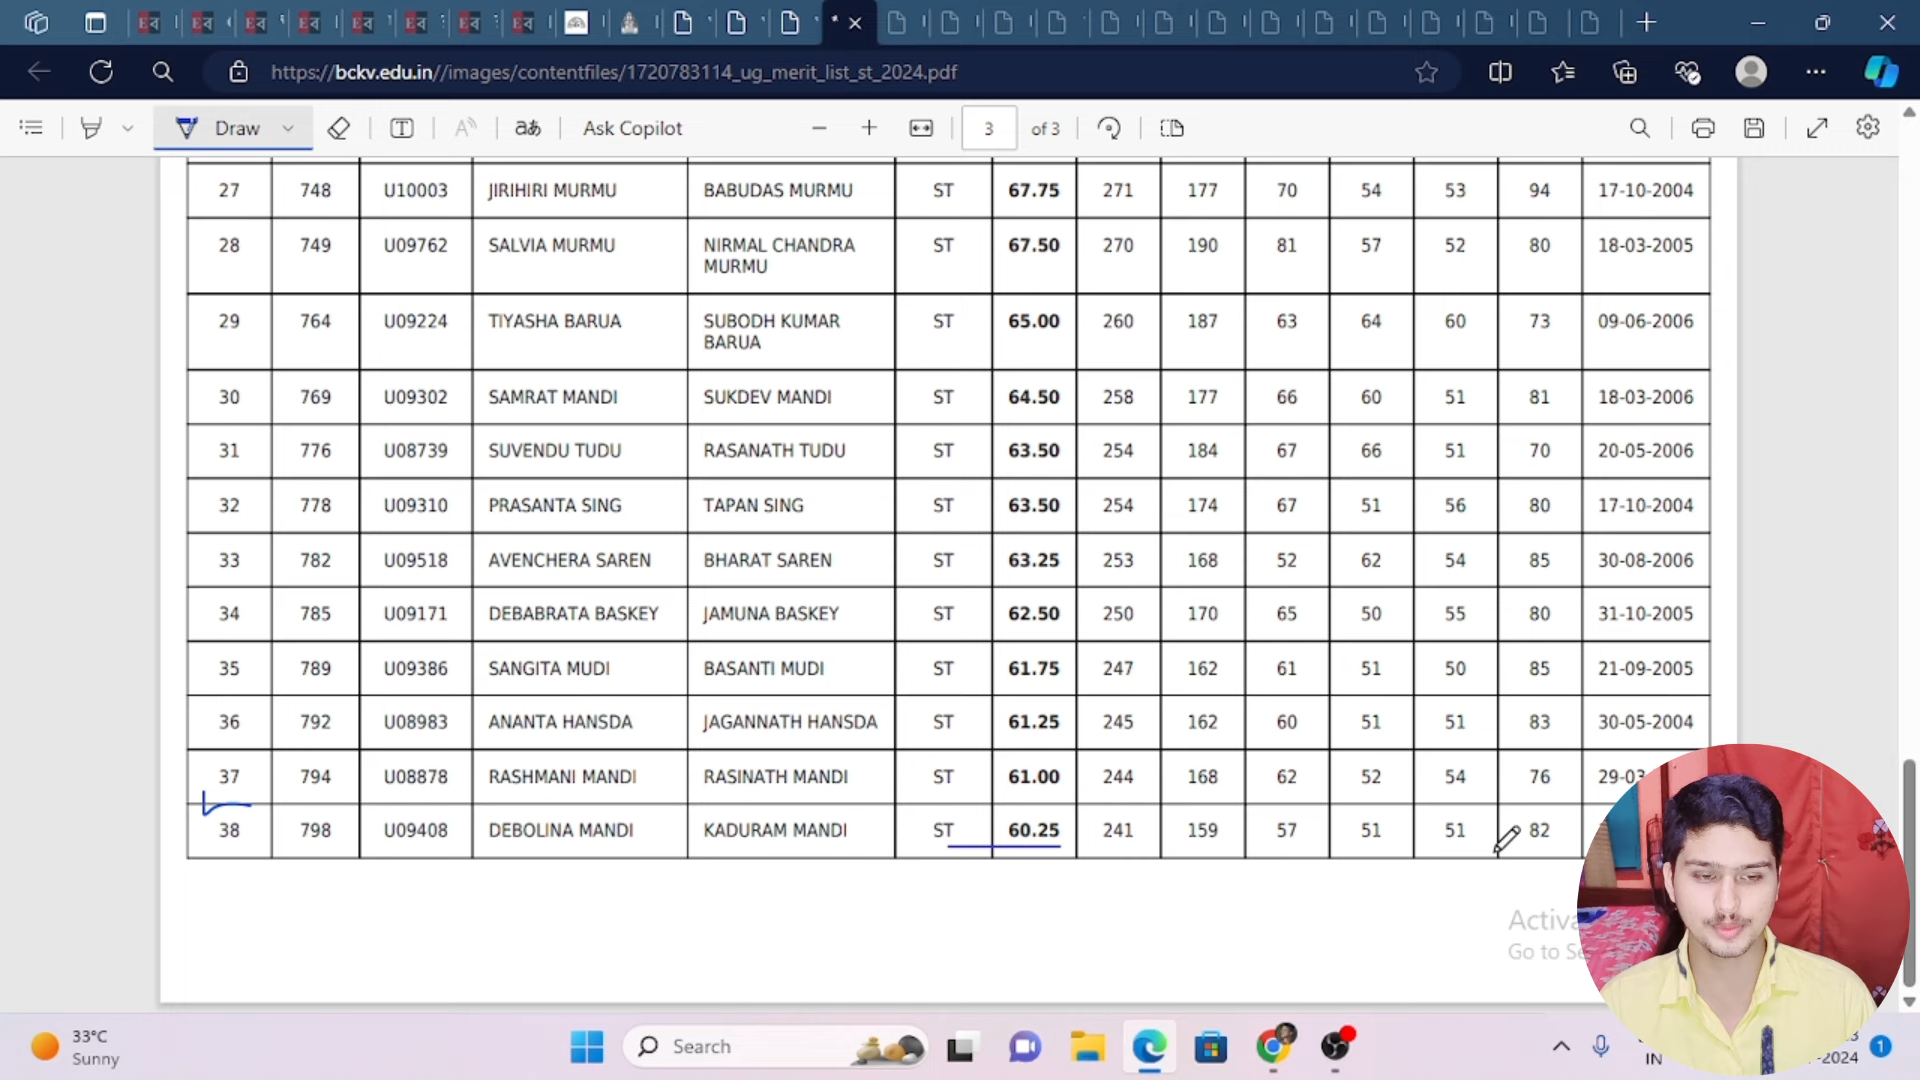 https://bckv.edu.in//images/contentfiles/1720783114_ug_merit_list_st_2024.pdf
Draw
Ask Copilot
3 of 3
27 748 U10003 JIRIHIRI MURMU BABUDAS MURMU ST 67.75 271 177 70 54 53 94 17-10-2004
28 749 U09762 SALVIA MURMU NIRMAL CHANDRA ST 67.50 270 190 81 57 52 80 18-03-2005
MURMU
29 764 U09224 TIYASHA BARUA SUBODH KUMAR ST 65.00 260 187 63 64 60 73 09-06-2006
BARUA
30 769 U09302 SAMRAT MANDI SUKDEV MANDI ST 64.50 258 177 66 60 51 81 18-03-2006
31 776 U08739 SUVENDU TUDU RASANATH TUDU ST 63.50 254 184 67 66 51 70 20-05-2006
32 778 U09310 PRASANTA SING TAPAN SING ST 63.50 254 174 67 51 56 80 17-10-2004
33 782 U09518 AVENCHERA SAREN BHARAT SAREN ST 63.25 253 168 52 62 54 85 30-08-2006
34 785 U09171 DEBABRATA BASKEY JAMUNA BASKEY ST 62.50 250 170 65 50 55 80 31-10-2005
35 789 U09386 SANGITA MUDI BASANTI MUDI ST 61.75 247 162 61 51 50 85 21-09-2005
36 792 U08983 ANANTA HANSDA JAGANNATH HANSDA ST 61.25 245 162 60 51 51 83 30-05-2004
37 794 U08878 RASHMANI MANDI RASINATH MANDI ST 61.00 244 168 62 52 54 76 29-03
38 798 U09408 DEBOLINA MANDI KADURAM MANDI ST 60.25 241 159 57 51 51 82
Go to
33°C
Sunny
Search
IN
-2024
1